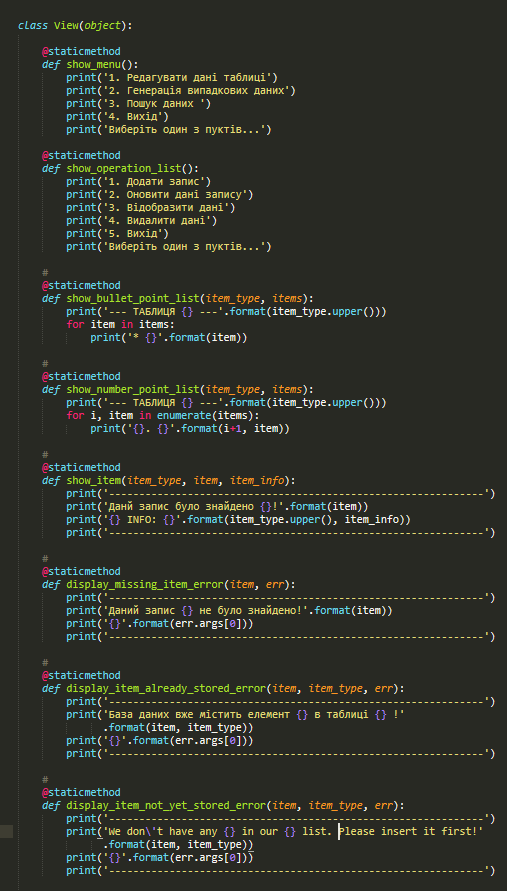 class View(object):
@staticmethod
def show_menu():
print('1. Редагувати дані таблиці')
print('2. Генерація випадкових даних')
print('3. Пошук даних ')
print('4. Вихід')
print('Виберіть один з пуктів...')
@staticmethod
def show_operation_list():
print('1. Додати запис')
print('2. Оновити дані запису')
print('3. Відобразити дані')
print('4. Видалити дані')
print('5. Вихід')
print('Виберіть один з пуктів...')
#
@staticmethod
def show_bullet_point_list(item_type, items):
print('--- ТАБЛИЦЯ {} ---'.format(item_type.upper()))
for item in items:
print('* {}'.format(item))
#
@staticmethod
def show_number_point_list(item_type, items):
print('--- ТАБЛИЦЯ {} ---'.format(item_type.upper()))
for i, item in enumerate(items):
print('{}. {}'.format(i+1, item))
#
@staticmethod
def show_item(item_type, item, item_info):
print('--------------------------------------------------------------')
print('Данй запис було знайдено {}!'.format(item))
print('{} INFO: {}'.format(item_type.upper(), item_info))
print('--------------------------------------------------------------')
#
@staticmethod
def display_missing_item_error(item, err):
print('--------------------------------------------------------------')
print('Даний запис {} не було знайдено!'.format(item))
print('{}'.format(err.args[0]))
print('--------------------------------------------------------------')
#
@staticmethod
def display_item_already_stored_error(item, item_type, err):
print('--------------------------------------------------------------')
print('База даних вже містить елемент {} в таблиці {} !'
.format(item, item_type))
print('{}'.format(err.args[0]))
print('--------------------------------------------------------------')
#
@staticmethod
def display_item_not_yet_stored_error(item, item_type, err):
print('--------------------------------------------------------------')
print('We don\'t have any {} in our {} list. Please insert it first!'
.format(item, item_type))
print('{}'.format(err.args[0]))
print('--------------------------------------------------------------')